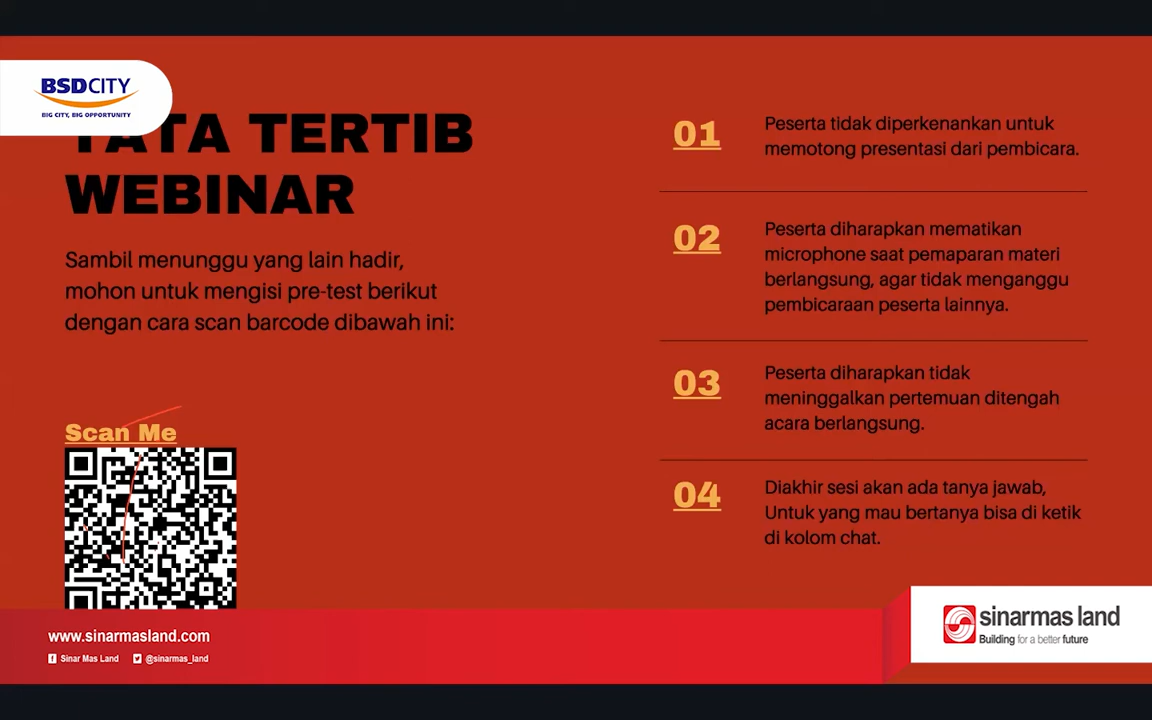 BSDCITY
BIG CITY, BIG OPPORTUNITY
TATA TERTIB
WEBINAR
Sambil menunggu yang lain hadir,
mohon untuk mengisi pre-test berikut
dengan cara scan barcode dibawah ini:
Scan Me
01
Peserta tidak diperkenankan untuk
memotong presentasi dari pembicara.
02
Peserta diharapkan mematikan
microphone saat pemaparan materi
berlangsung, agar tidak menganggu
pembicaraan peserta lainnya.
03
Peserta diharapkan tidak
meninggalkan pertemuan ditengah
acara berlangsung.
04
Diakhir sesi akan ada tanya jawab,
Untuk yang mau bertanya bisa di ketik
di kolom chat.
www.sinarmasland.com
Sinar Mas Land @sinarmas_land
sinarmas land
Building for a better future